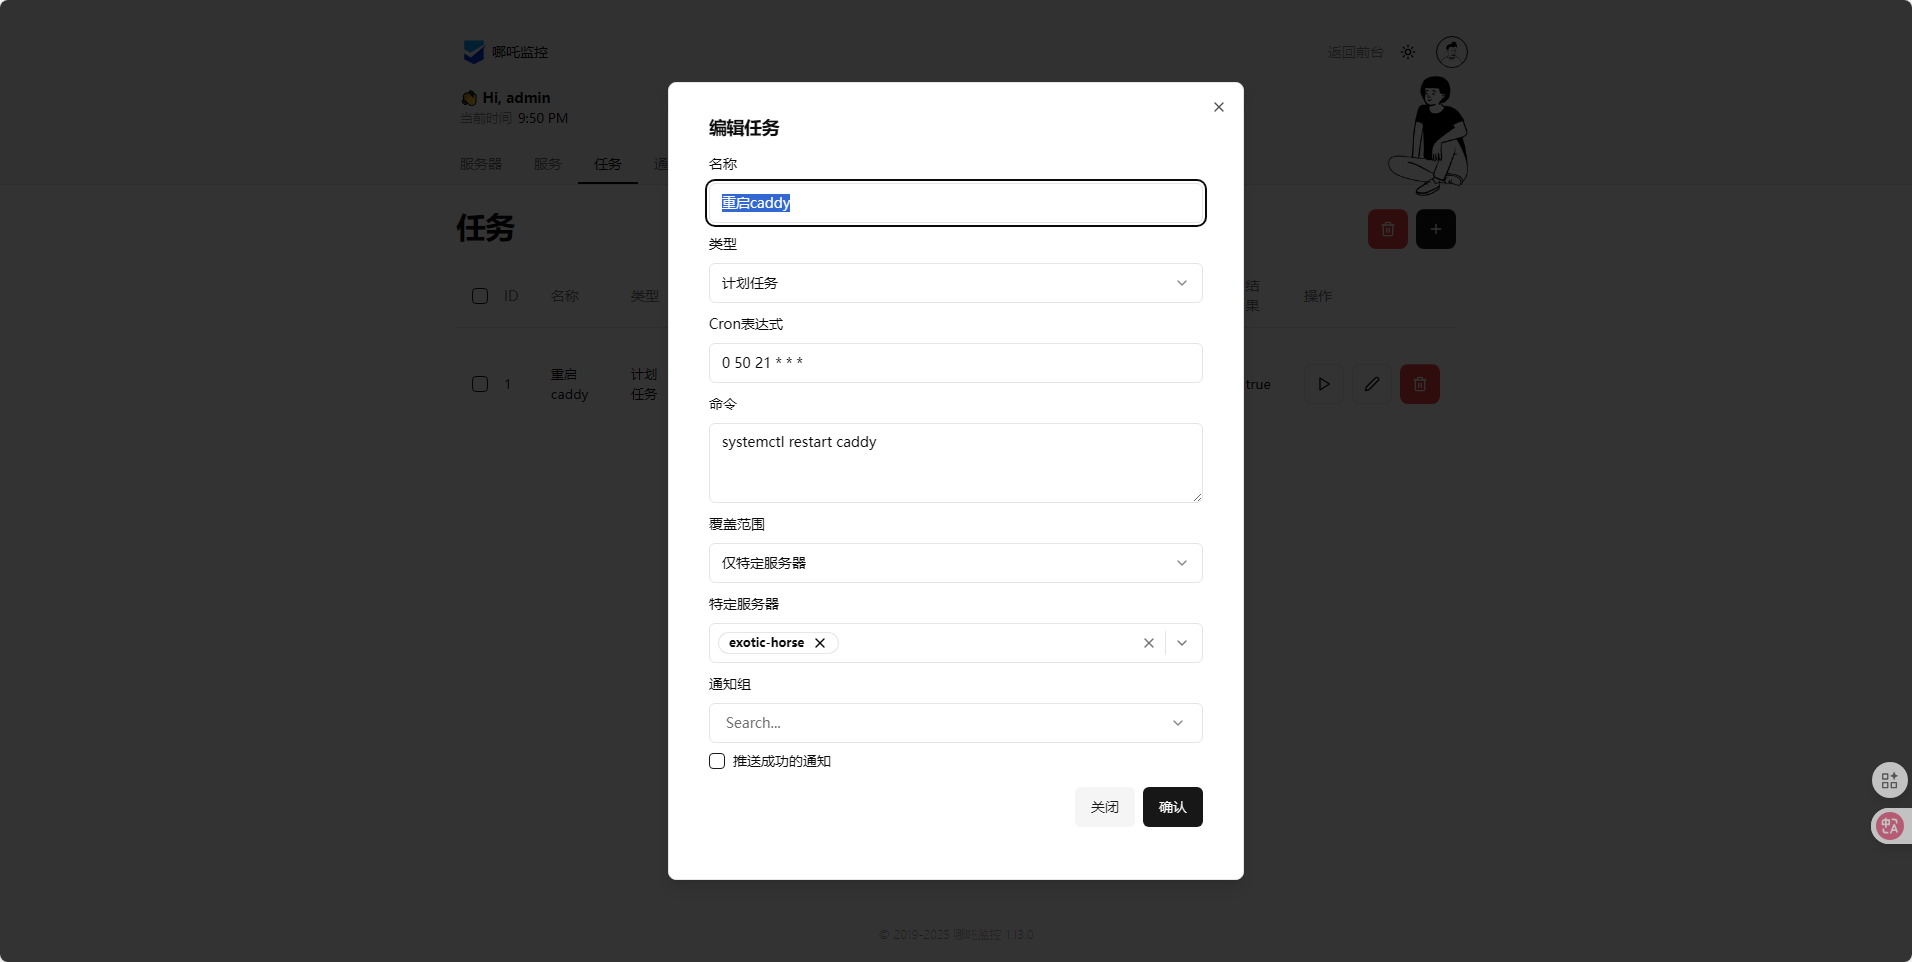 哪吒监控
返回前台
Hi, admin
当前时间 9:50 PM
服务器 服务 任务 通
任务
ID 名称 类型 结果 操作
1 重启caddy 计划任务 true
编辑任务
名称
重启caddy
类型
计划任务
Cron表达式
0 50 21 * * *
命令
systemctl restart caddy
覆盖范围
仅特定服务器
特定服务器
exotic-horse
通知组
Search...
推送成功的通知
关闭 确认
© 2019-2025 哪吒监控 1.13.0